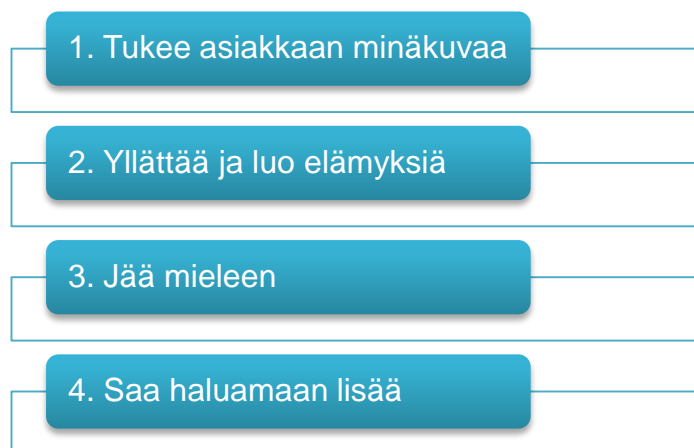 1. Tukee asiakkaan minäkuvaa
2. Yllättää ja luo elämyksiä
3. Jää mieleen
4. Saa haluamaan lisää